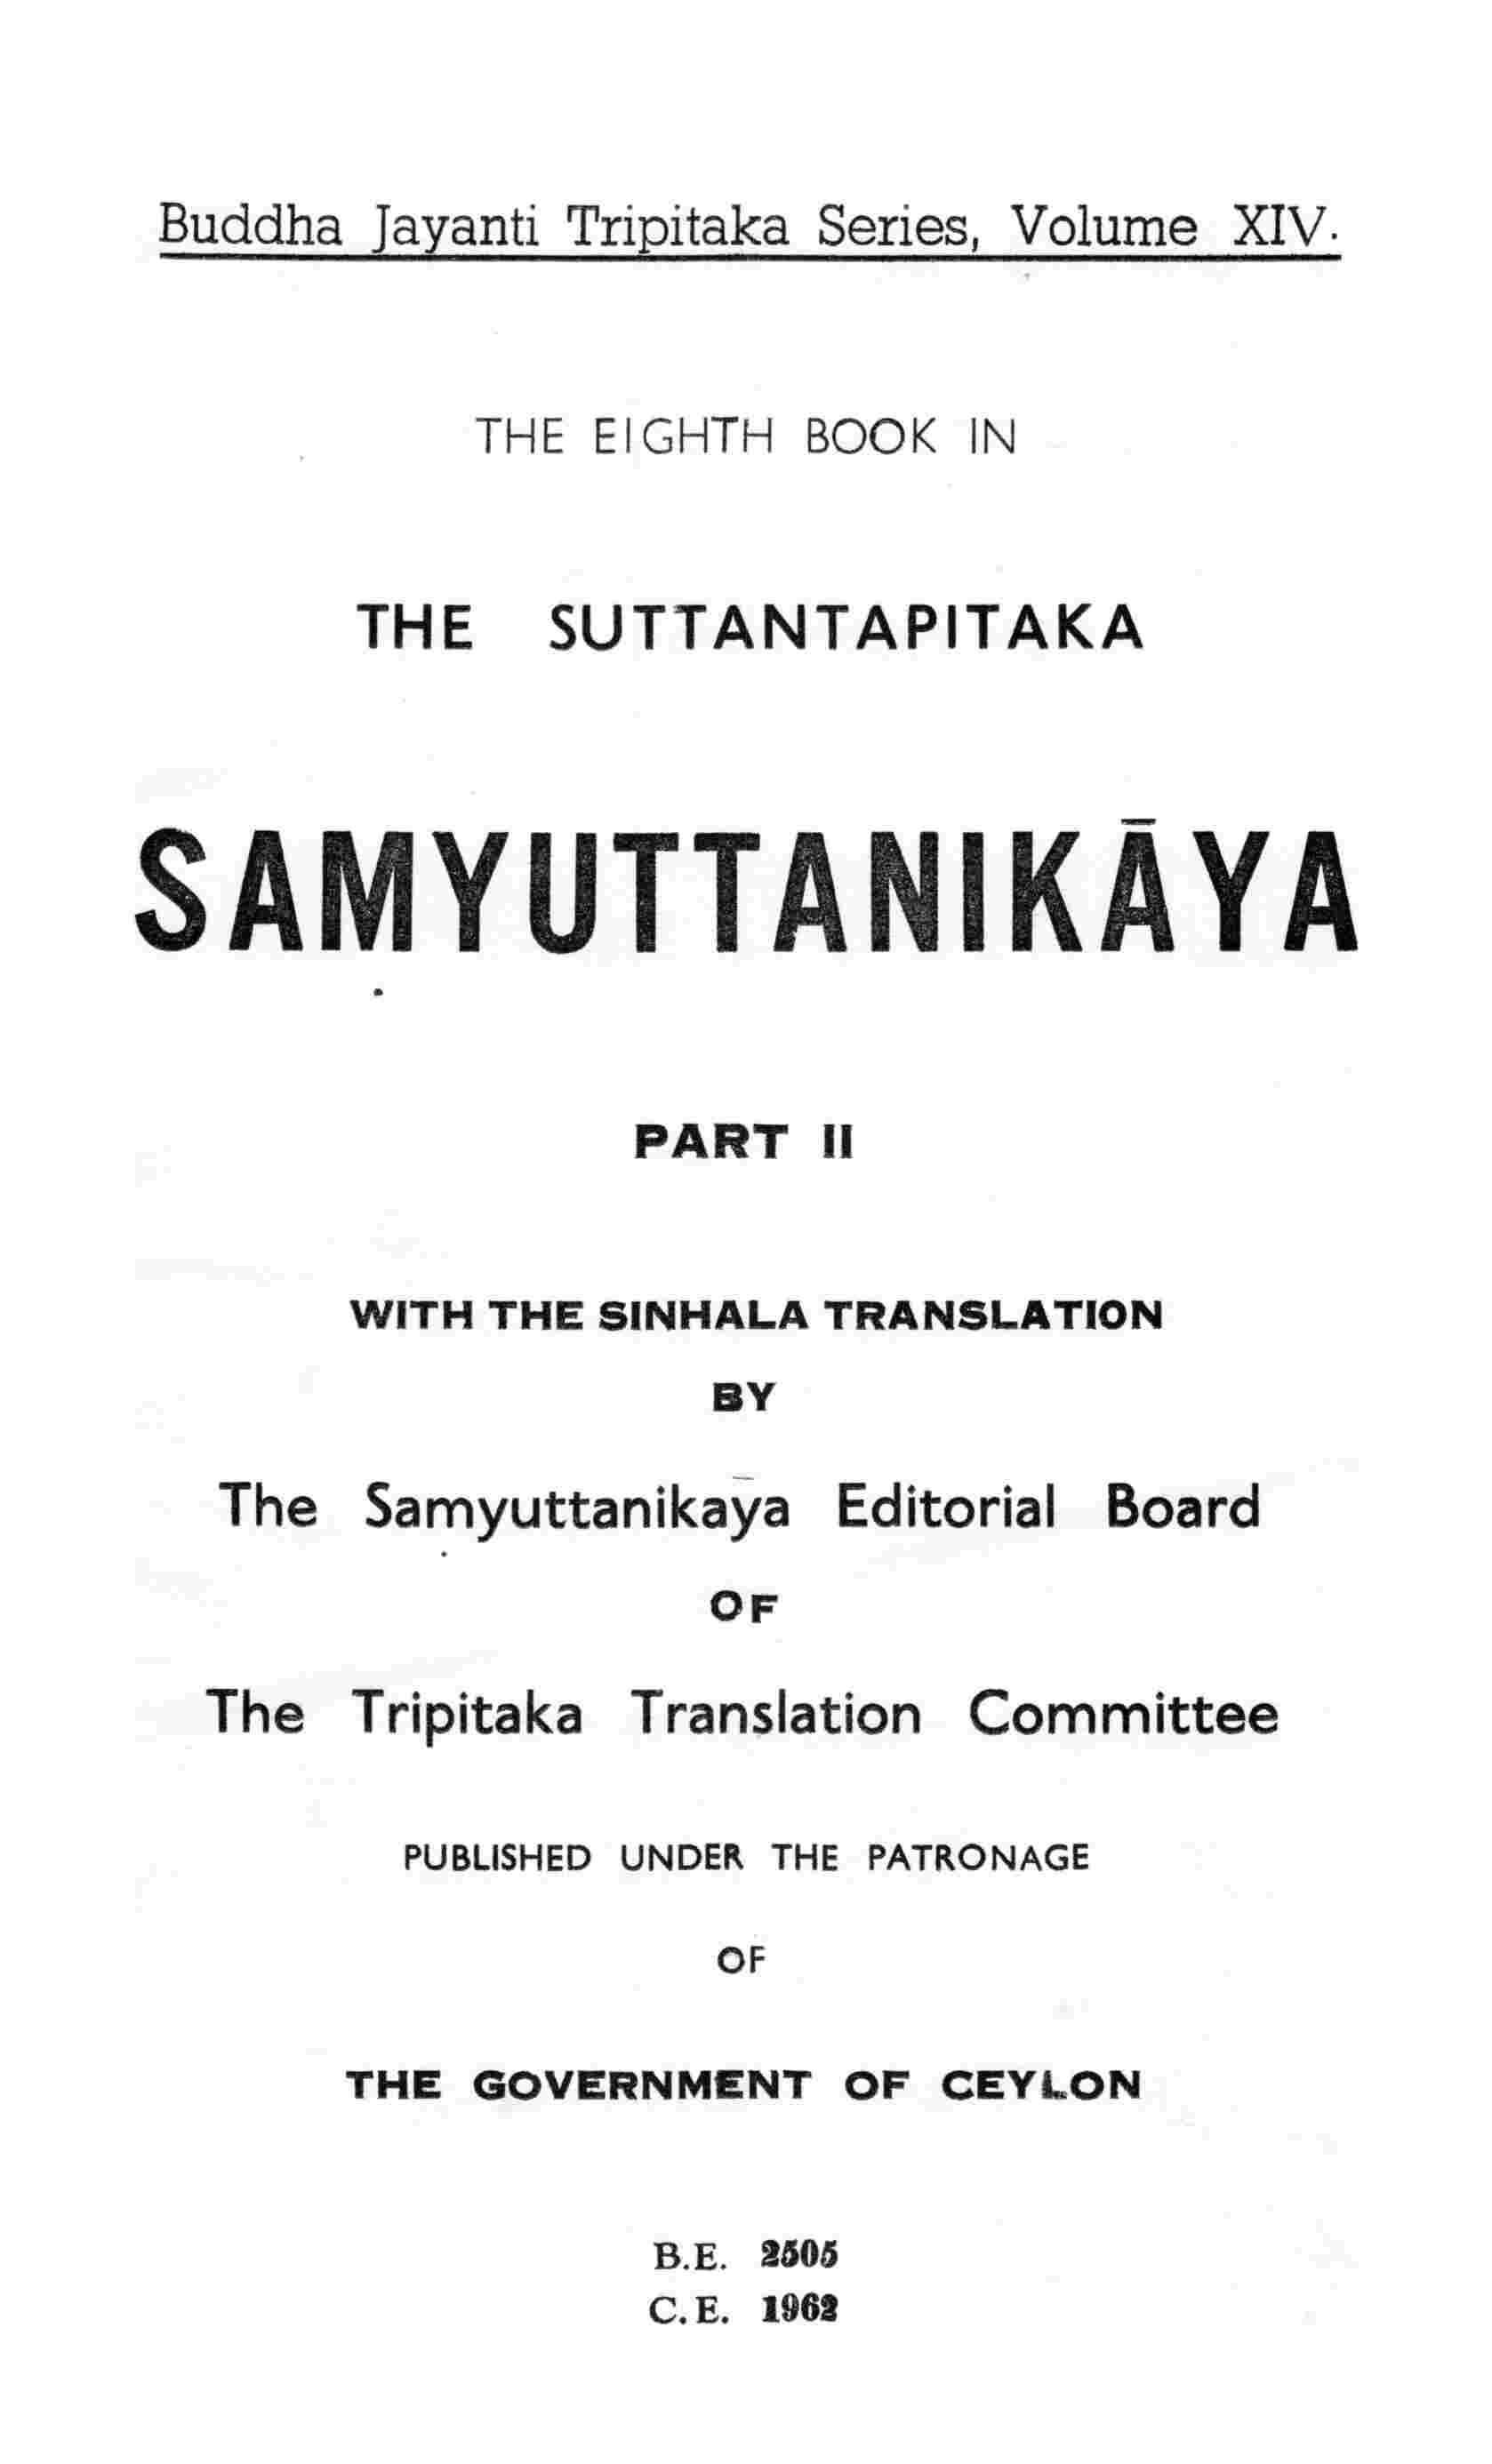 Buddha Jayanti Tripitaka Series, Volume XIV.
THE EIGHTH BOOK IN
THE SUTTANTAPITAKA
SAṂYUTTANIKĀYA
PART II
WITH THE SINHALA TRANSLATION
BY
The Saṃyuttanikāya Editorial Board
OF
The Tripitaka Translation Committee
PUBLISHED UNDER THE PATRONAGE
OF
THE GOVERNMENT OF CEYLON
B.E. 2505
C.E. 1962